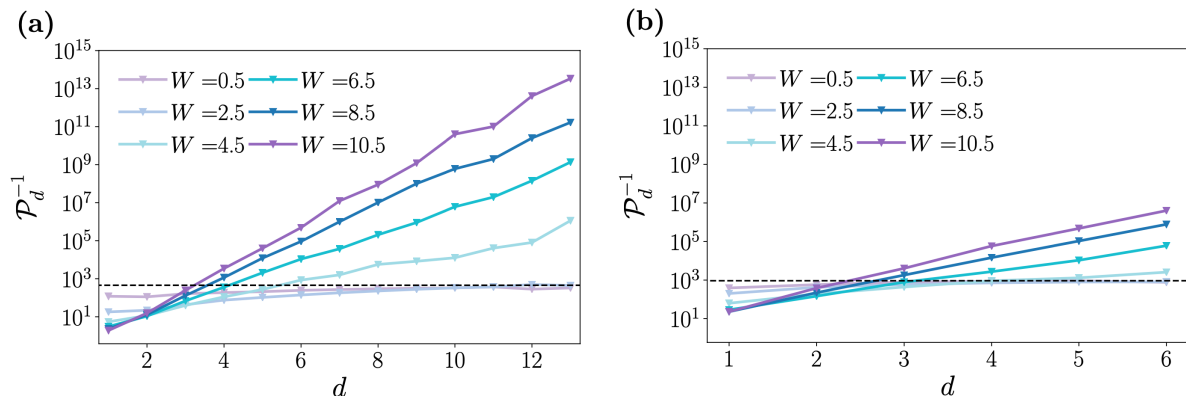 (a)
10^15
10^13
10^11
10^9
10^7
10^5
10^3
10^1
P_d^{-1}
W =0.5 W =6.5
W =2.5 W =8.5
W =4.5 W =10.5
2 4 6 8 10 12
d
(b)
10^15
10^13
10^11
10^9
10^7
10^5
10^3
10^1
P_d^{-1}
W =0.5 W =6.5
W =2.5 W =8.5
W =4.5 W =10.5
1 2 3 4 5 6
d